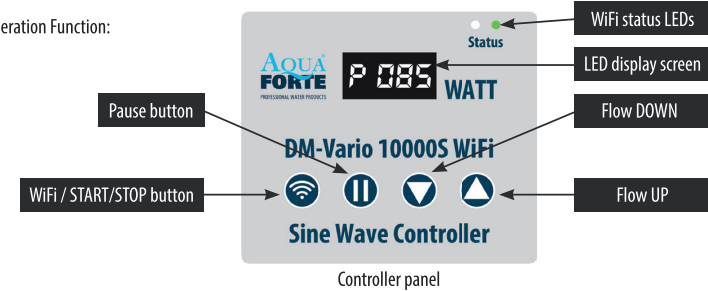 eration Function:
WiFi status LEDs
Status
LED display screen
AQUA
FORTE
PROFESSIONAL WATER PRODUCTS
P 085
WATT
Pause button
Flow DOWN
DM-Vario 10000S WiFi
WiFi / START/STOP button
Flow UP
Sine Wave Controller
Controller panel